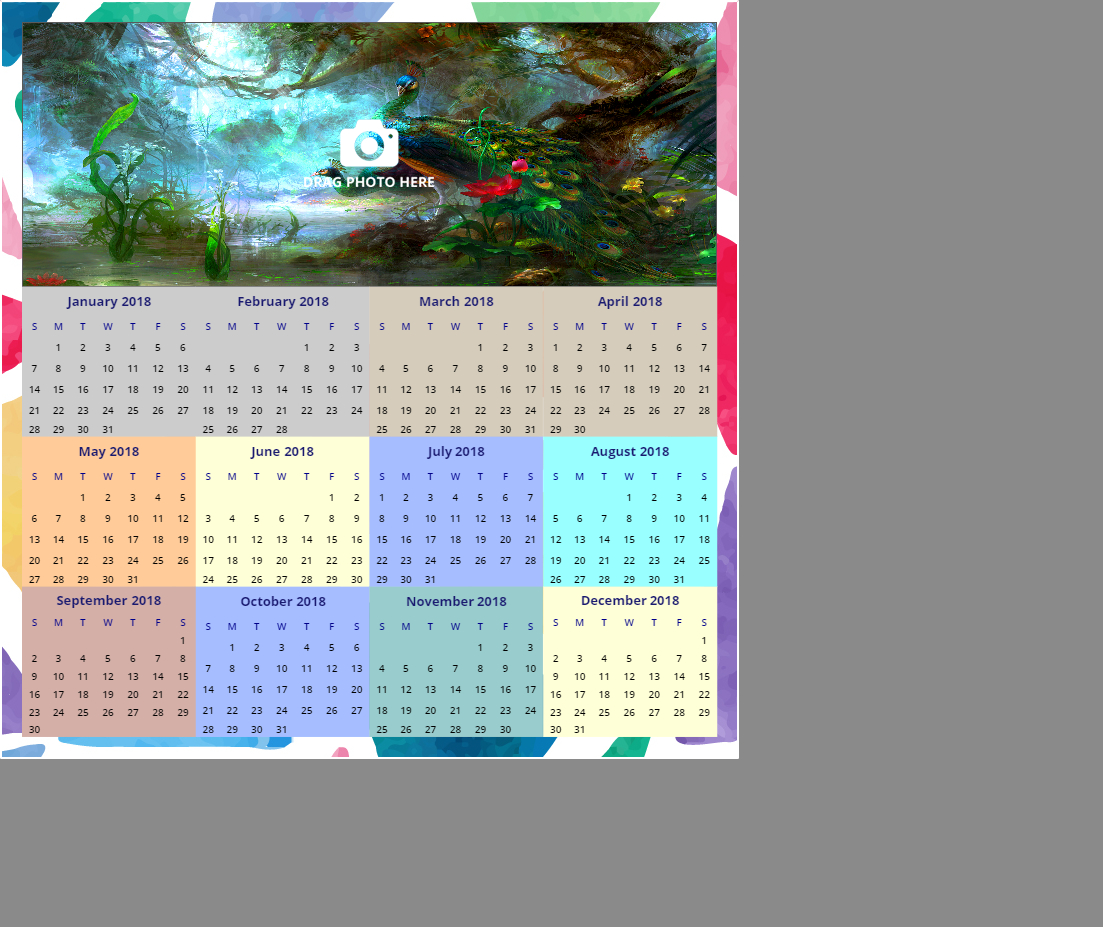 DRAG PHOTO HERE
January 2018
S M T W T F S
1 2 3 4 5 6
7 8 9 10 11 12 13
14 15 16 17 18 19 20
21 22 23 24 25 26 27
28 29 30 31
February 2018
S M T W T F S
1 2 3
4 5 6 7 8 9 10
11 12 13 14 15 16 17
18 19 20 21 22 23 24
25 26 27 28
March 2018
S M T W T F S
1 2 3
4 5 6 7 8 9 10
11 12 13 14 15 16 17
18 19 20 21 22 23 24
25 26 27 28 29 30 31
April 2018
S M T W T F S
1 2 3 4 5 6 7
8 9 10 11 12 13 14
15 16 17 18 19 20 21
22 23 24 25 26 27 28
29 30
May 2018
S M T W T F S
1 2 3 4 5
6 7 8 9 10 11 12
13 14 15 16 17 18 19
20 21 22 23 24 25 26
27 28 29 30 31
June 2018
S M T W T F S
1 2
3 4 5 6 7 8 9
10 11 12 13 14 15 16
17 18 19 20 21 22 23
24 25 26 27 28 29 30
July 2018
S M T W T F S
1 2 3 4 5 6 7
8 9 10 11 12 13 14
15 16 17 18 19 20 21
22 23 24 25 26 27 28
29 30 31
August 2018
S M T W T F S
1 2 3 4
5 6 7 8 9 10 11
12 13 14 15 16 17 18
19 20 21 22 23 24 25
26 27 28 29 30 31
September 2018
S M T W T F S
1
2 3 4 5 6 7 8
9 10 11 12 13 14 15
16 17 18 19 20 21 22
23 24 25 26 27 28 29
30
October 2018
S M T W T F S
1 2 3 4 5 6
7 8 9 10 11 12 13
14 15 16 17 18 19 20
21 22 23 24 25 26 27
28 29 30 31
November 2018
S M T W T F S
1 2 3
4 5 6 7 8 9 10
11 12 13 14 15 16 17
18 19 20 21 22 23 24
25 26 27 28 29 30
December 2018
S M T W T F S
1
2 3 4 5 6 7 8
9 10 11 12 13 14 15
16 17 18 19 20 21 22
23 24 25 26 27 28 29
30 31